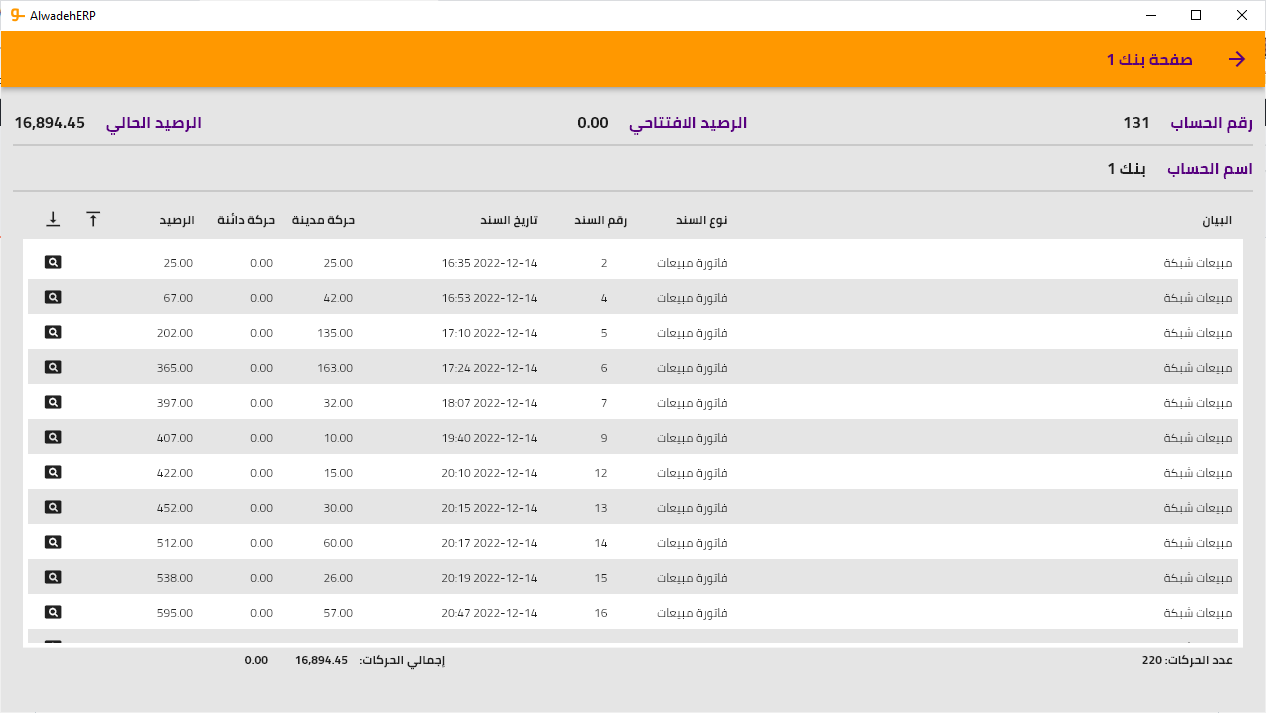 AlwadehERP
صفحة بنك 1
رقم الحساب 131 الرصيد الافتتاحي 0.00 الرصيد الحالي 16,894.45
اسم الحساب بنك 1
البيان نوع السند رقم السند تاريخ السند حركة مدينة حركة دائنة الرصيد
مبيعات شبكة فاتورة مبيعات 2 2022-12-14 16:35 25.00 0.00 25.00
مبيعات شبكة فاتورة مبيعات 4 2022-12-14 16:53 42.00 0.00 67.00
مبيعات شبكة فاتورة مبيعات 5 2022-12-14 17:10 135.00 0.00 202.00
مبيعات شبكة فاتورة مبيعات 6 2022-12-14 17:24 163.00 0.00 365.00
مبيعات شبكة فاتورة مبيعات 7 2022-12-14 18:07 32.00 0.00 397.00
مبيعات شبكة فاتورة مبيعات 9 2022-12-14 19:40 10.00 0.00 407.00
مبيعات شبكة فاتورة مبيعات 12 2022-12-14 20:10 15.00 0.00 422.00
مبيعات شبكة فاتورة مبيعات 13 2022-12-14 20:15 30.00 0.00 452.00
مبيعات شبكة فاتورة مبيعات 14 2022-12-14 20:17 60.00 0.00 512.00
مبيعات شبكة فاتورة مبيعات 15 2022-12-14 20:19 26.00 0.00 538.00
مبيعات شبكة فاتورة مبيعات 16 2022-12-14 20:47 57.00 0.00 595.00
عدد الحركات: 220 إجمالي الحركات: 16,894.45 0.00